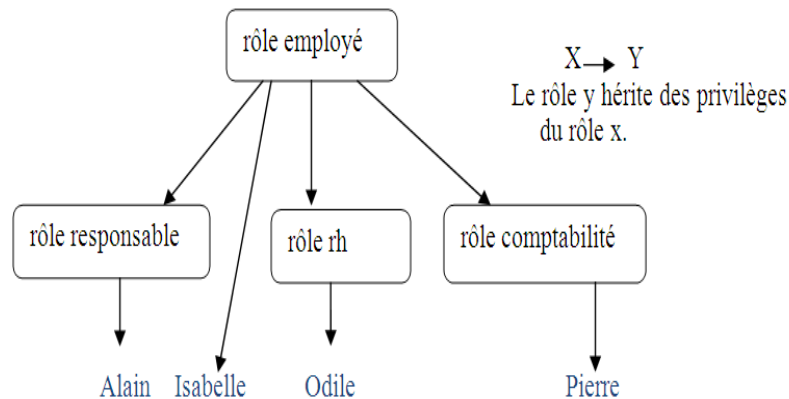 rôle employé
X → Y
Le rôle y hérite des privilèges
du rôle x.
rôle responsable
rôle rh
rôle comptabilité
Alain
Isabelle
Odile
Pierre